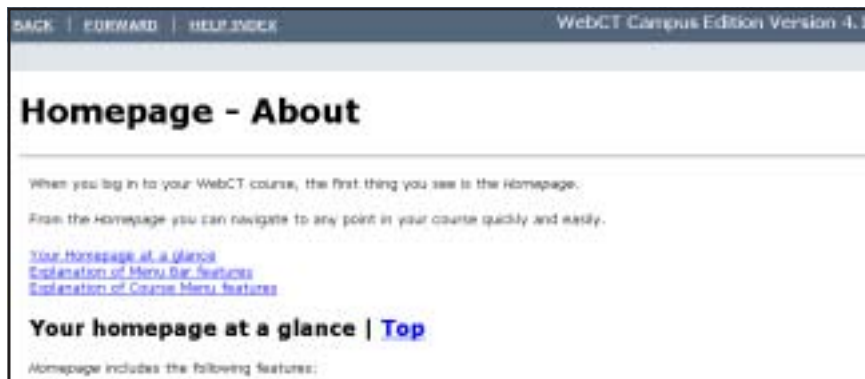 BACK | FORWARD | HELP INDEX WebCT Campus Edition Version 4.1
Homepage - About
When you log in to your WebCT course, the first thing you see is the Homepage.
From the Homepage you can navigate to any point in your course quickly and easily.
Your Homepage at a glance
Explanation of Menu Bar features
Explanation of Course Menu features
Your homepage at a glance | Top
Homepage includes the following features: